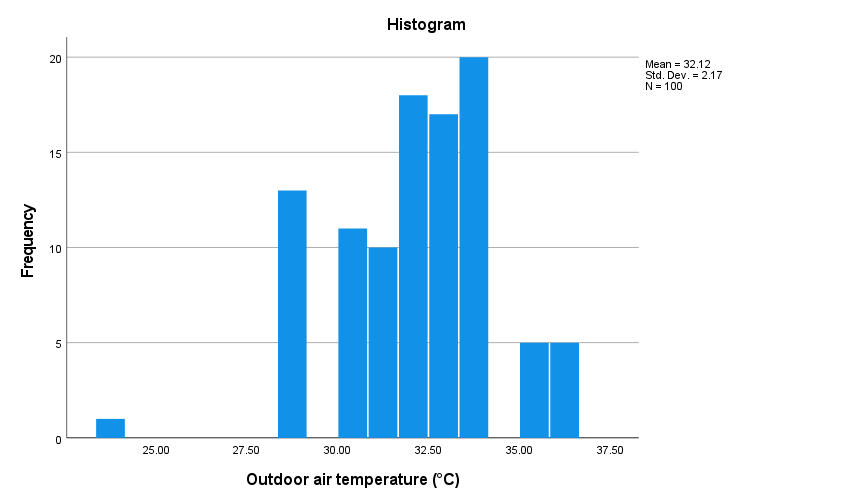 Histogram
Mean = 32.12
Std. Dev. = 2.17
N = 100
Frequency
20
15
10
5
0
25.00 27.50 30.00 32.50 35.00 37.50
Outdoor air temperature (°C)